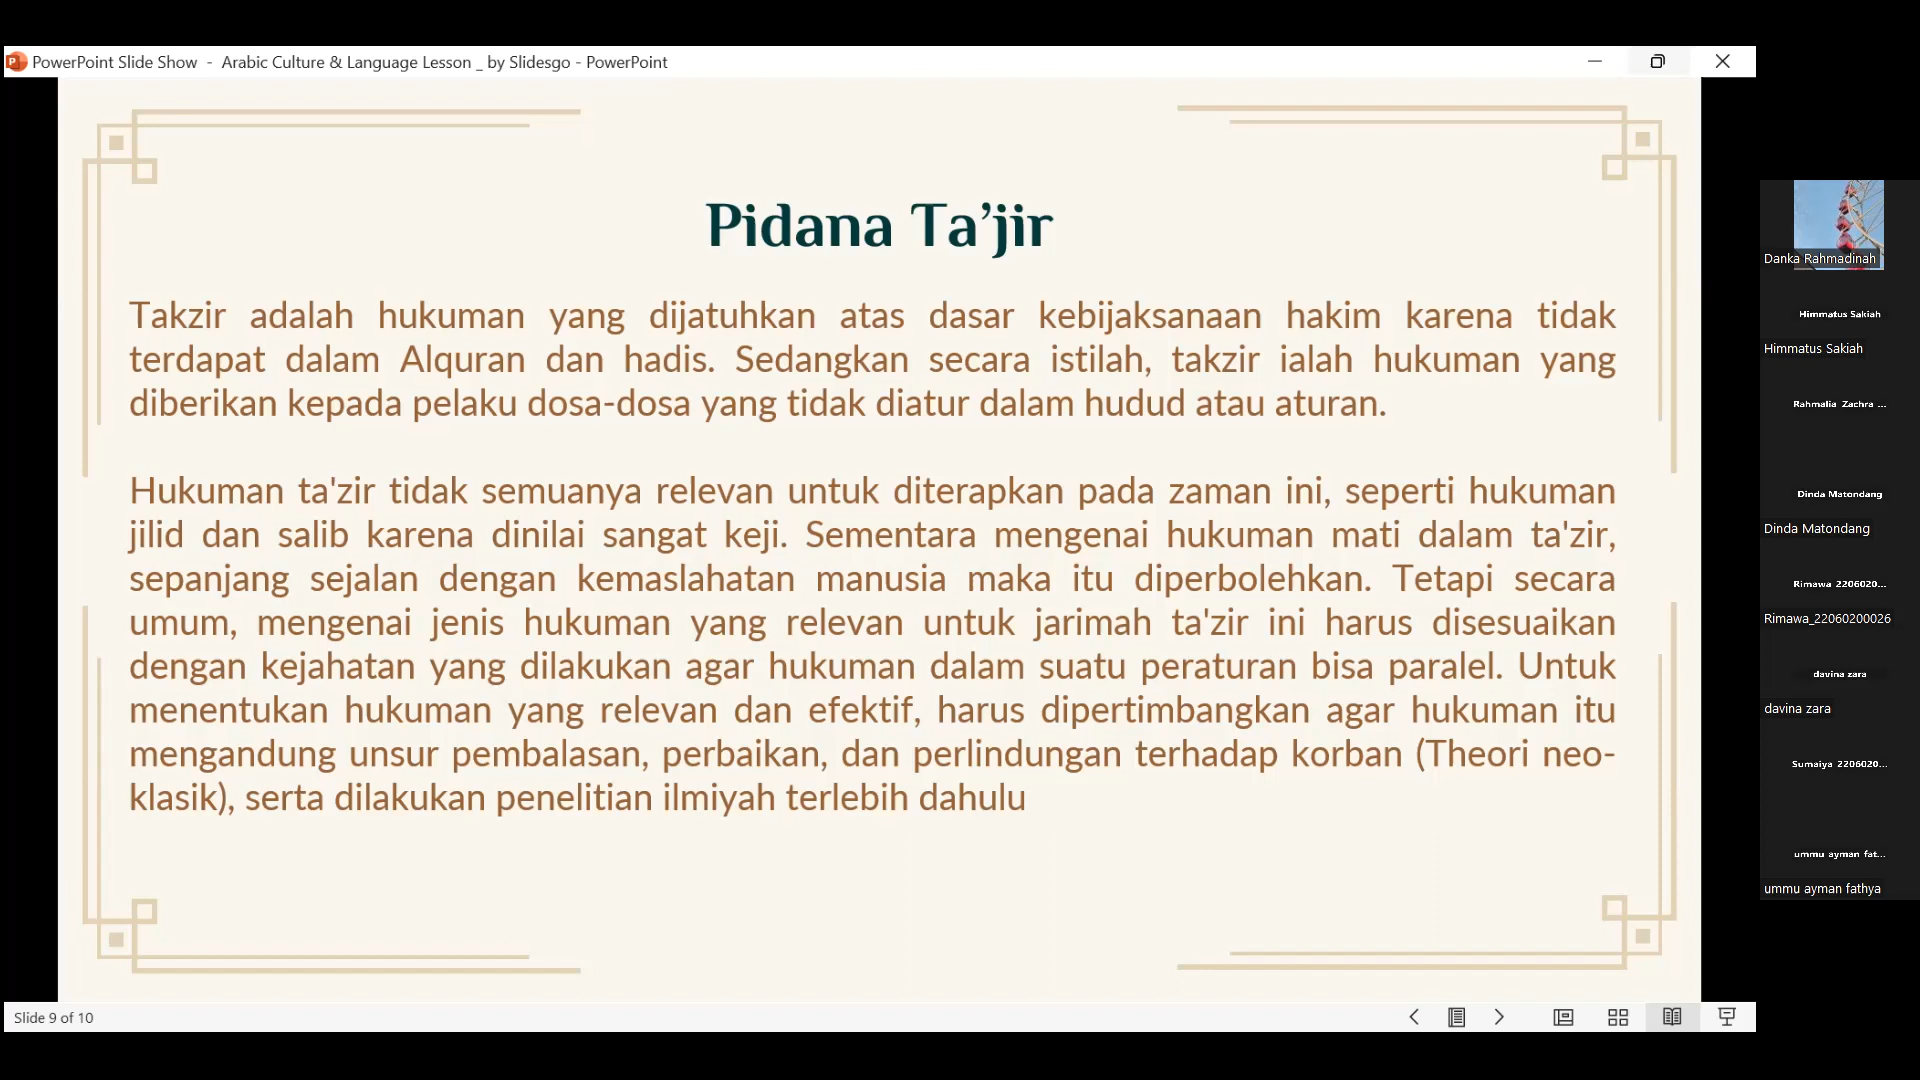 PowerPoint Slide Show - Arabic Culture & Language Lesson _ by Slidesgo - PowerPoint
Pidana Ta’jir
Takzir adalah hukuman yang dijatuhkan atas dasar kebijaksanaan hakim karena tidak
terdapat dalam Alquran dan hadis. Sedangkan secara istilah, takzir ialah hukuman yang
diberikan kepada pelaku dosa-dosa yang tidak diatur dalam hudud atau aturan.
Hukuman ta'zir tidak semuanya relevan untuk diterapkan pada zaman ini, seperti hukuman
jilid dan salib karena dinilai sangat keji. Sementara mengenai hukuman mati dalam ta'zir,
sepanjang sejalan dengan kemaslahatan manusia maka itu diperbolehkan. Tetapi secara
umum, mengenai jenis hukuman yang relevan untuk jarimah ta'zir ini harus disesuaikan
dengan kejahatan yang dilakukan agar hukuman dalam suatu peraturan bisa paralel. Untuk
menentukan hukuman yang relevan dan efektif, harus dipertimbangkan agar hukuman itu
mengandung unsur pembalasan, perbaikan, dan perlindungan terhadap korban (Theori neo-
klasik), serta dilakukan penelitian ilmiyah terlebih dahulu
Slide 9 of 10
Danka Rahmadinah
Himmatus Sakiah
Himmatus Sakiah
Rahmalia Zachra ...
Dinda Matondang
Dinda Matondang
Rimawa 2206020...
Rimawa_22060200026
davina zara
davina zara
Sumaiya 2206020...
ummu ayman fat...
ummu ayman fathya